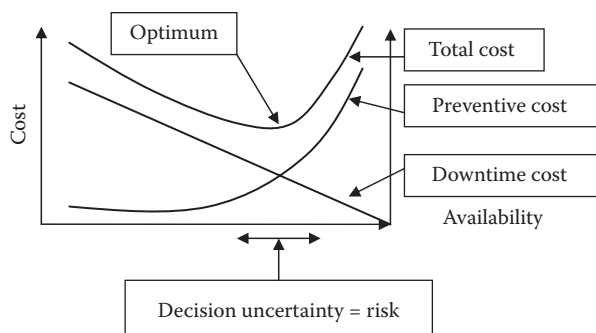 Optimum
Total cost
Preventive cost
Cost
Downtime cost
Availability
Decision uncertainty = risk